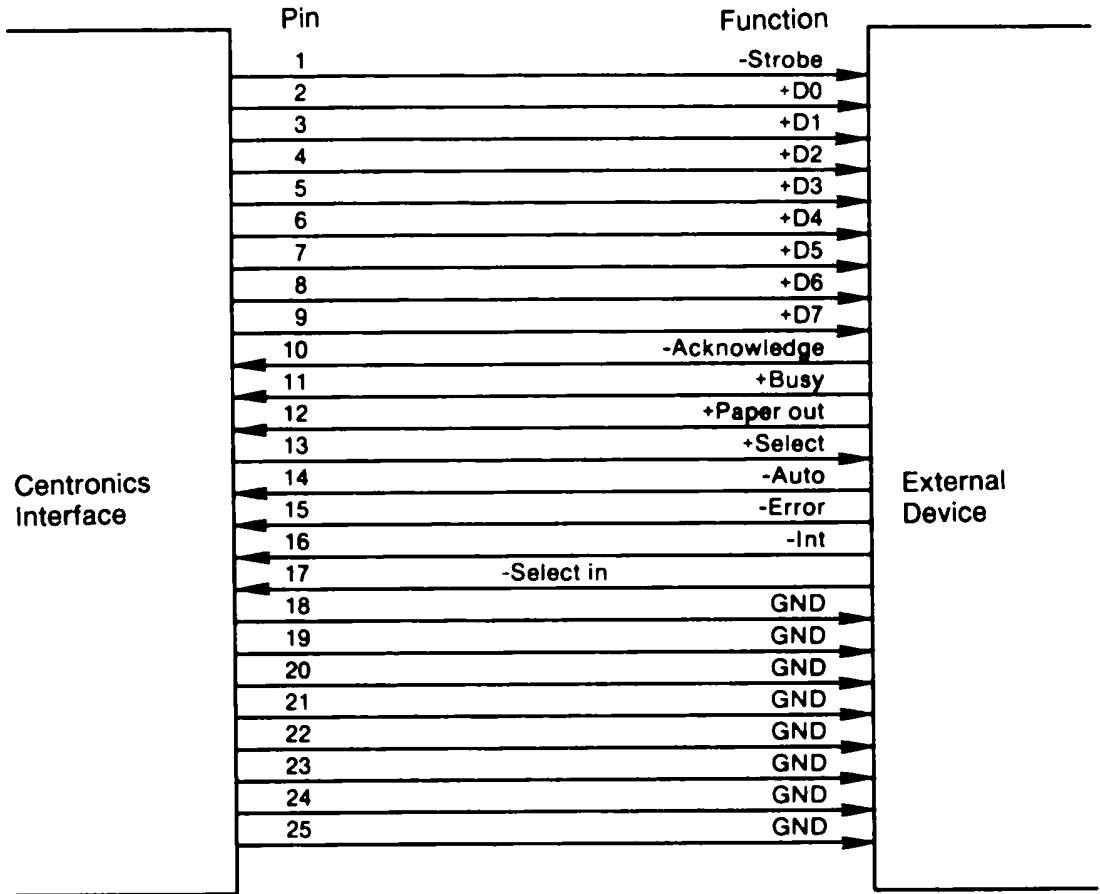 Pin Function
1 -Strobe
2 +D0
3 +D1
4 +D2
5 +D3
6 +D4
7 +D5
8 +D6
9 +D7
10 -Acknowledge
11 +Busy
12 +Paper out
13 +Select
14 -Auto
15 -Error
16 -Int
17 -Select in
18 GND
19 GND
20 GND
21 GND
22 GND
23 GND
24 GND
25 GND
Centronics
Interface
External
Device